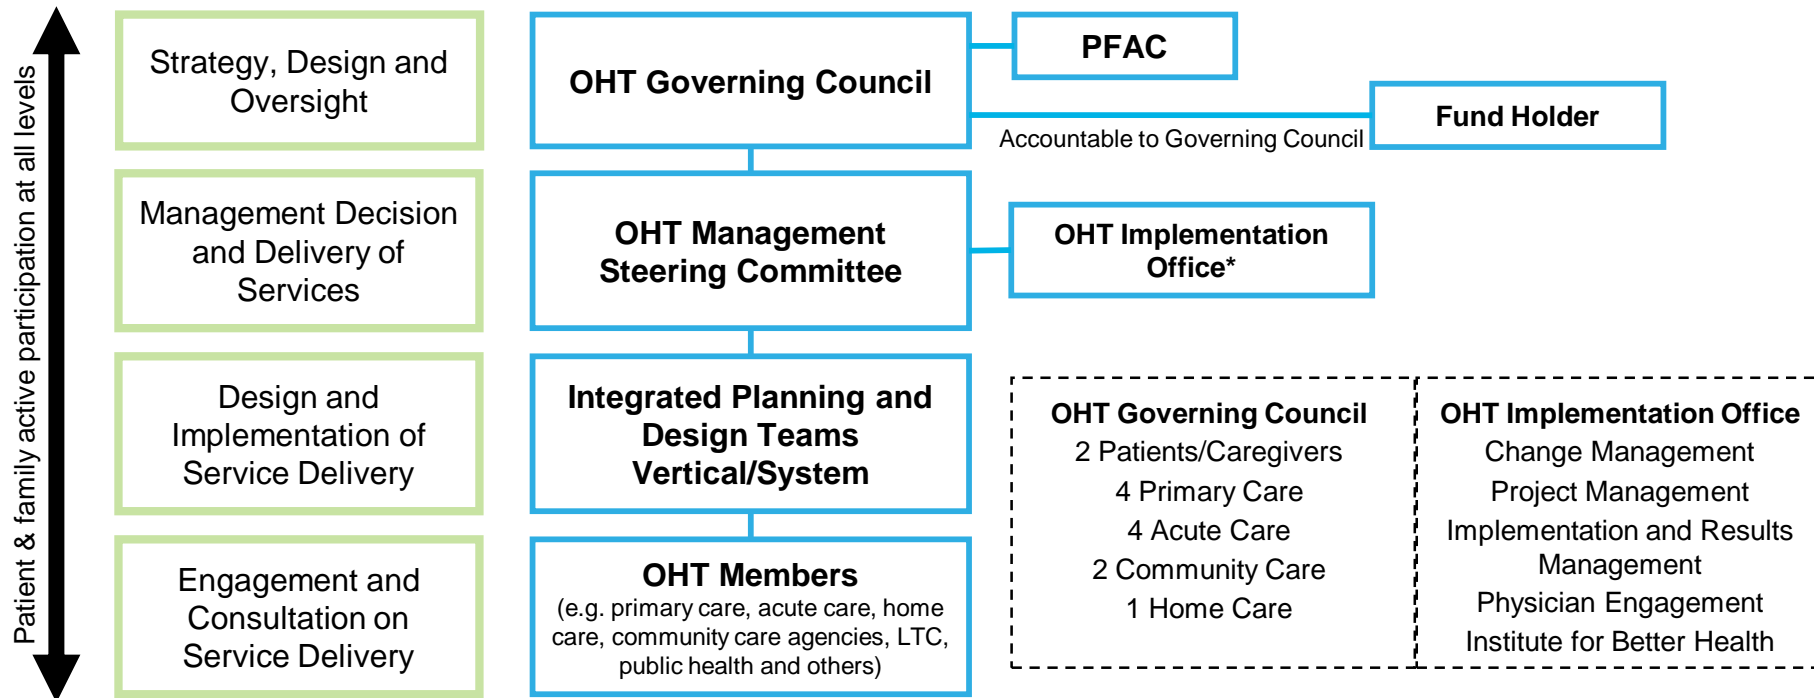 Patient & family active participation at all levels
Strategy, Design and
Oversight
OHT Governing Council
PFAC
Fund Holder
Accountable to Governing Council
Management Decision
and Delivery of
Services
OHT Management
Steering Committee
OHT Implementation
Office*
Design and
Implementation of
Service Delivery
Integrated Planning and
Design Teams
Vertical/System
Engagement and
Consultation on
Service Delivery
OHT Members
(e.g. primary care, acute care, home
care, community care agencies, LTC,
public health and others)
OHT Governing Council
2 Patients/Caregivers
4 Primary Care
4 Acute Care
2 Community Care
1 Home Care
OHT Implementation Office
Change Management
Project Management
Implementation and Results
Management
Physician Engagement
Institute for Better Health